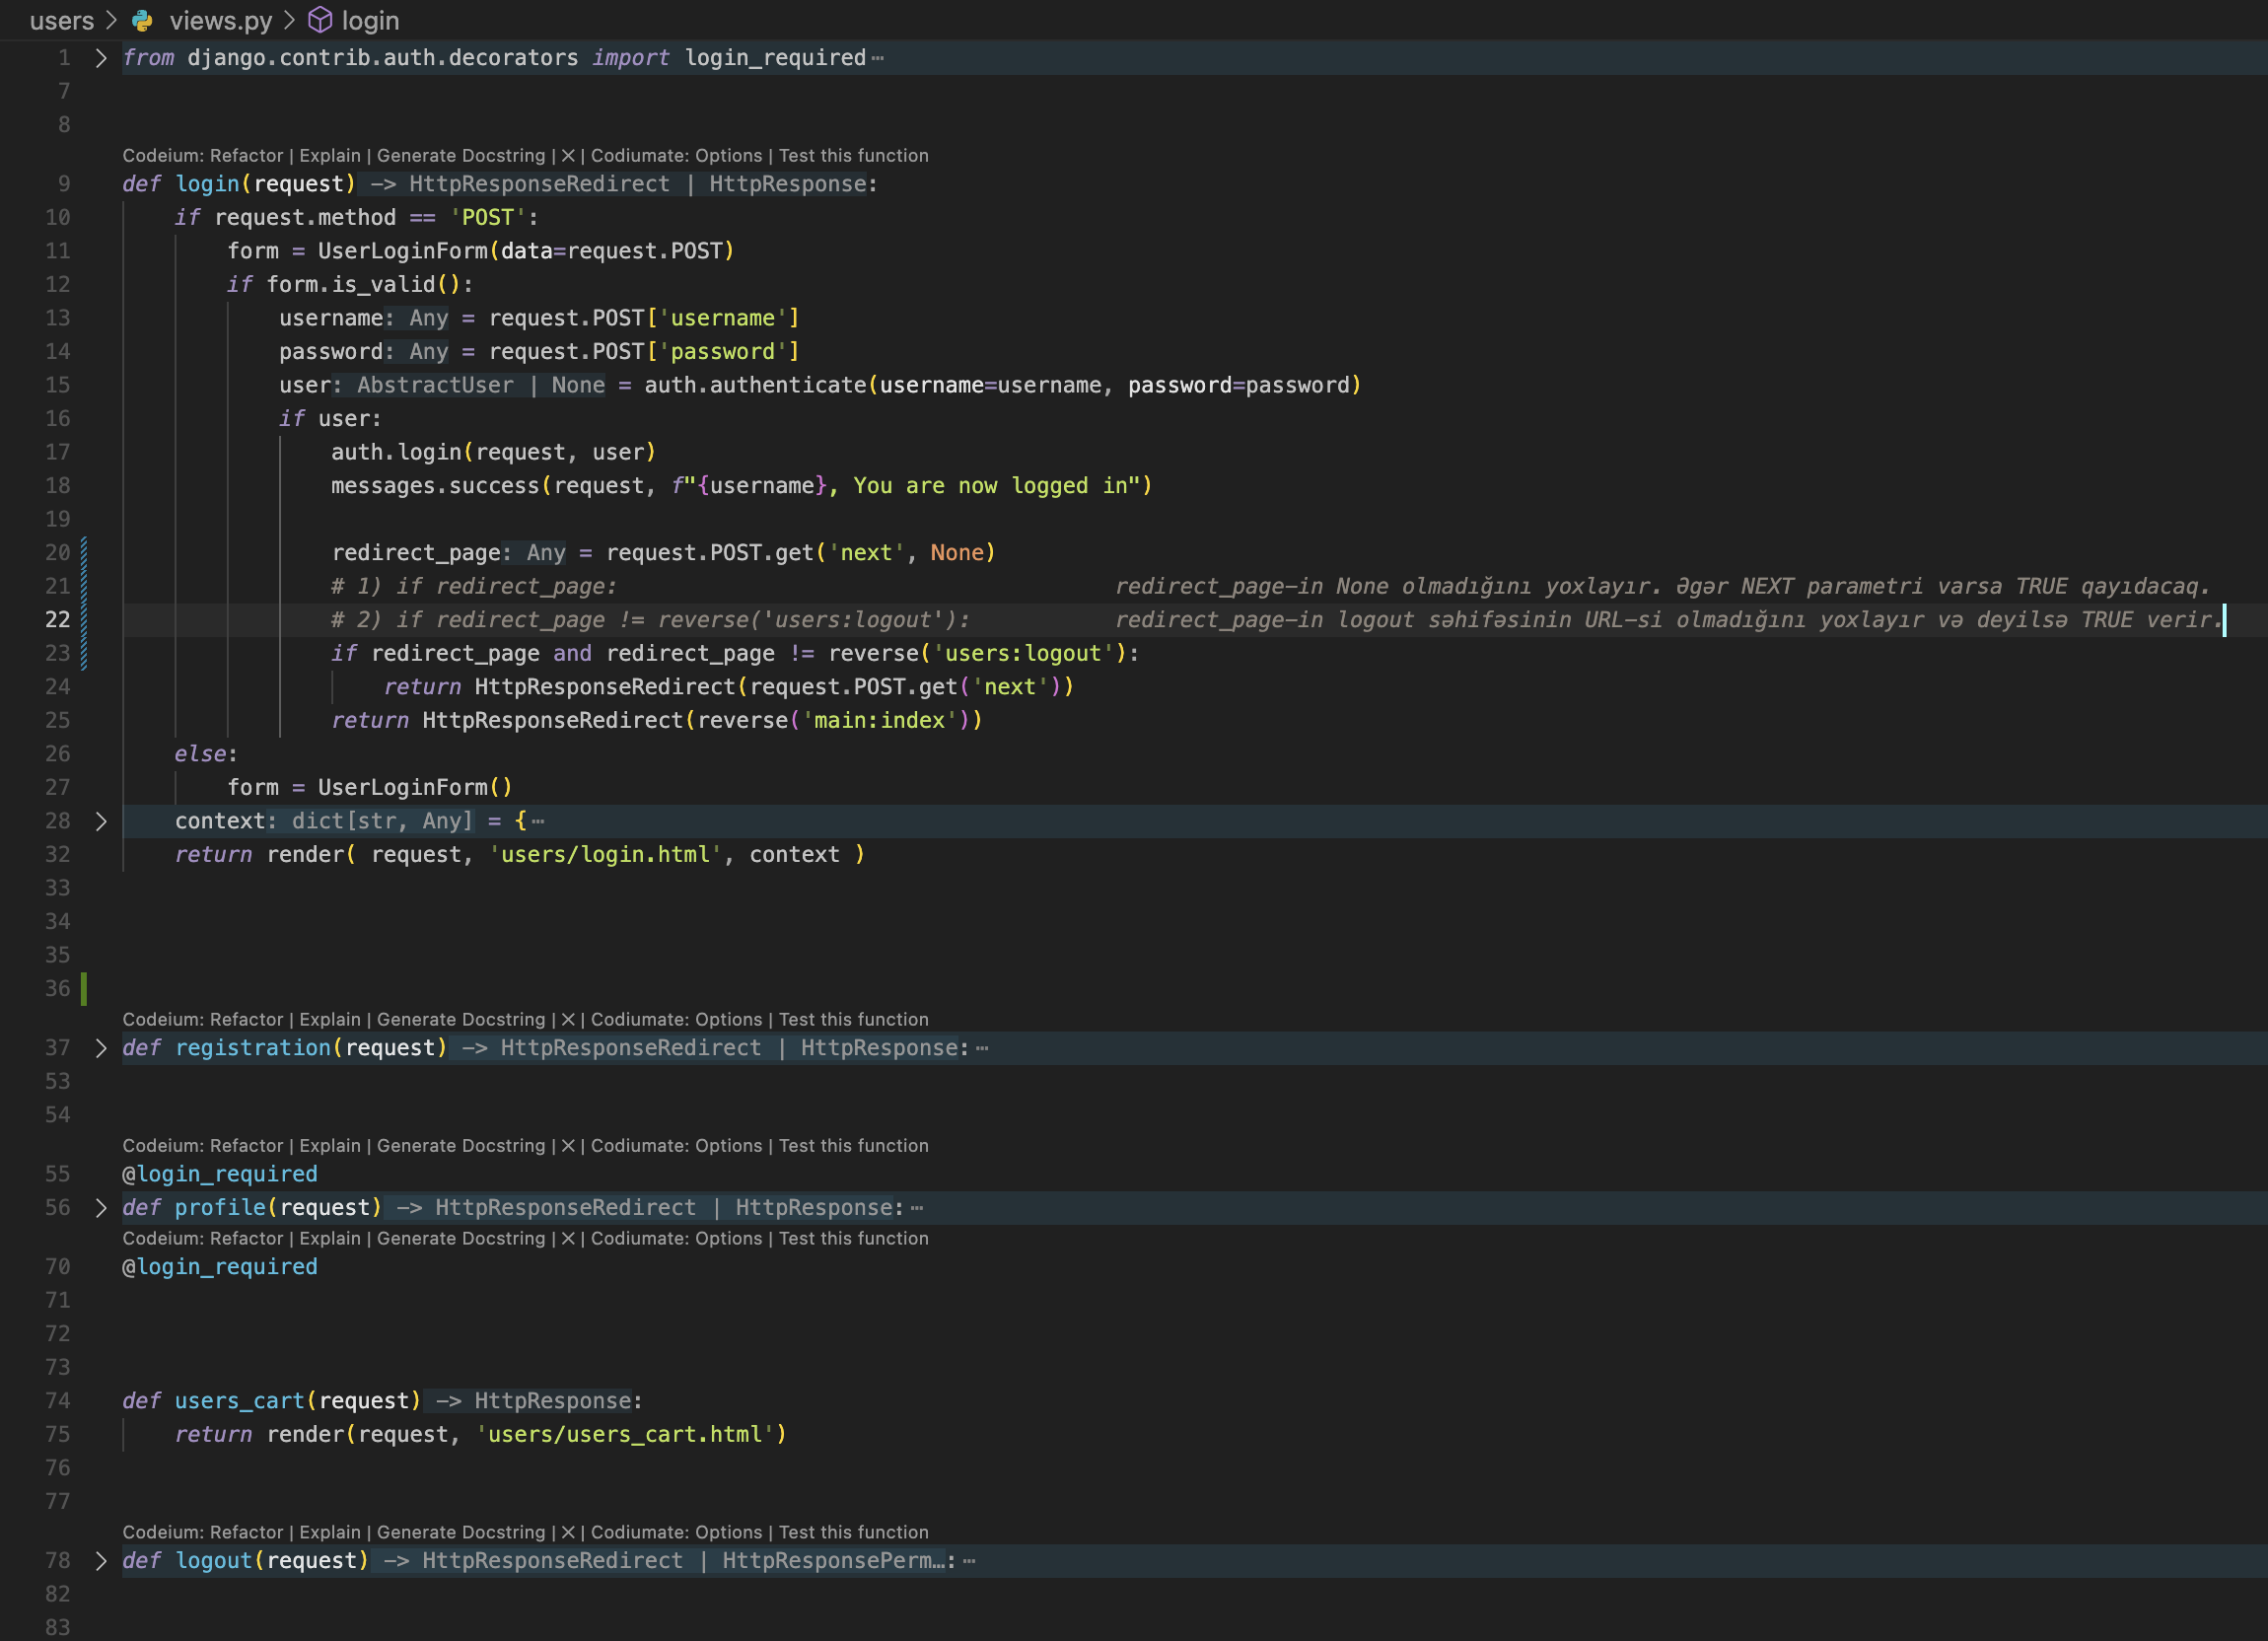 users > views.py > login
1 from django.contrib.auth.decorators import login_required…
7
8
Codeium: Refactor | Explain | Generate Docstring | X | Codiumate: Options | Test this function
9 def login(request) -> HttpResponseRedirect | HttpResponse:
10 if request.method == 'POST':
11 form = UserLoginForm(data=request.POST)
12 if form.is_valid():
13 username: Any = request.POST['username']
14 password: Any = request.POST['password']
15 user: AbstractUser | None = auth.authenticate(username=username, password=password)
16 if user:
17 auth.login(request, user)
18 messages.success(request, f"{username}, You are now logged in")
19
20 redirect_page: Any = request.POST.get('next', None)
21 # 1) if redirect_page: redirect_page-in None olmadığını yoxlayır. Əgər NEXT parametri varsa TRUE qayıdacaq.
22 # 2) if redirect_page != reverse('users:logout'): redirect_page-in logout səhifəsinin URL-si olmadığını yoxlayır və deyilsə TRUE verir.
23 if redirect_page and redirect_page != reverse('users:logout'):
24 return HttpResponseRedirect(request.POST.get('next'))
25 return HttpResponseRedirect(reverse('main:index'))
26 else:
27 form = UserLoginForm()
28 context: dict[str, Any] = {…
32 return render( request, 'users/login.html', context )
33
34
35
36
Codeium: Refactor | Explain | Generate Docstring | X | Codiumate: Options | Test this function
37 def registration(request) -> HttpResponseRedirect | HttpResponse:…
53
54
Codeium: Refactor | Explain | Generate Docstring | X | Codiumate: Options | Test this function
55 @login_required
56 def profile(request) -> HttpResponseRedirect | HttpResponse:…
Codeium: Refactor | Explain | Generate Docstring | X | Codiumate: Options | Test this function
70 @login_required
71
72
73
74 def users_cart(request) -> HttpResponse:
75 return render(request, 'users/users_cart.html')
76
77
Codeium: Refactor | Explain | Generate Docstring | X | Codiumate: Options | Test this function
78 def logout(request) -> HttpResponseRedirect | HttpResponsePerm…:…
82
83